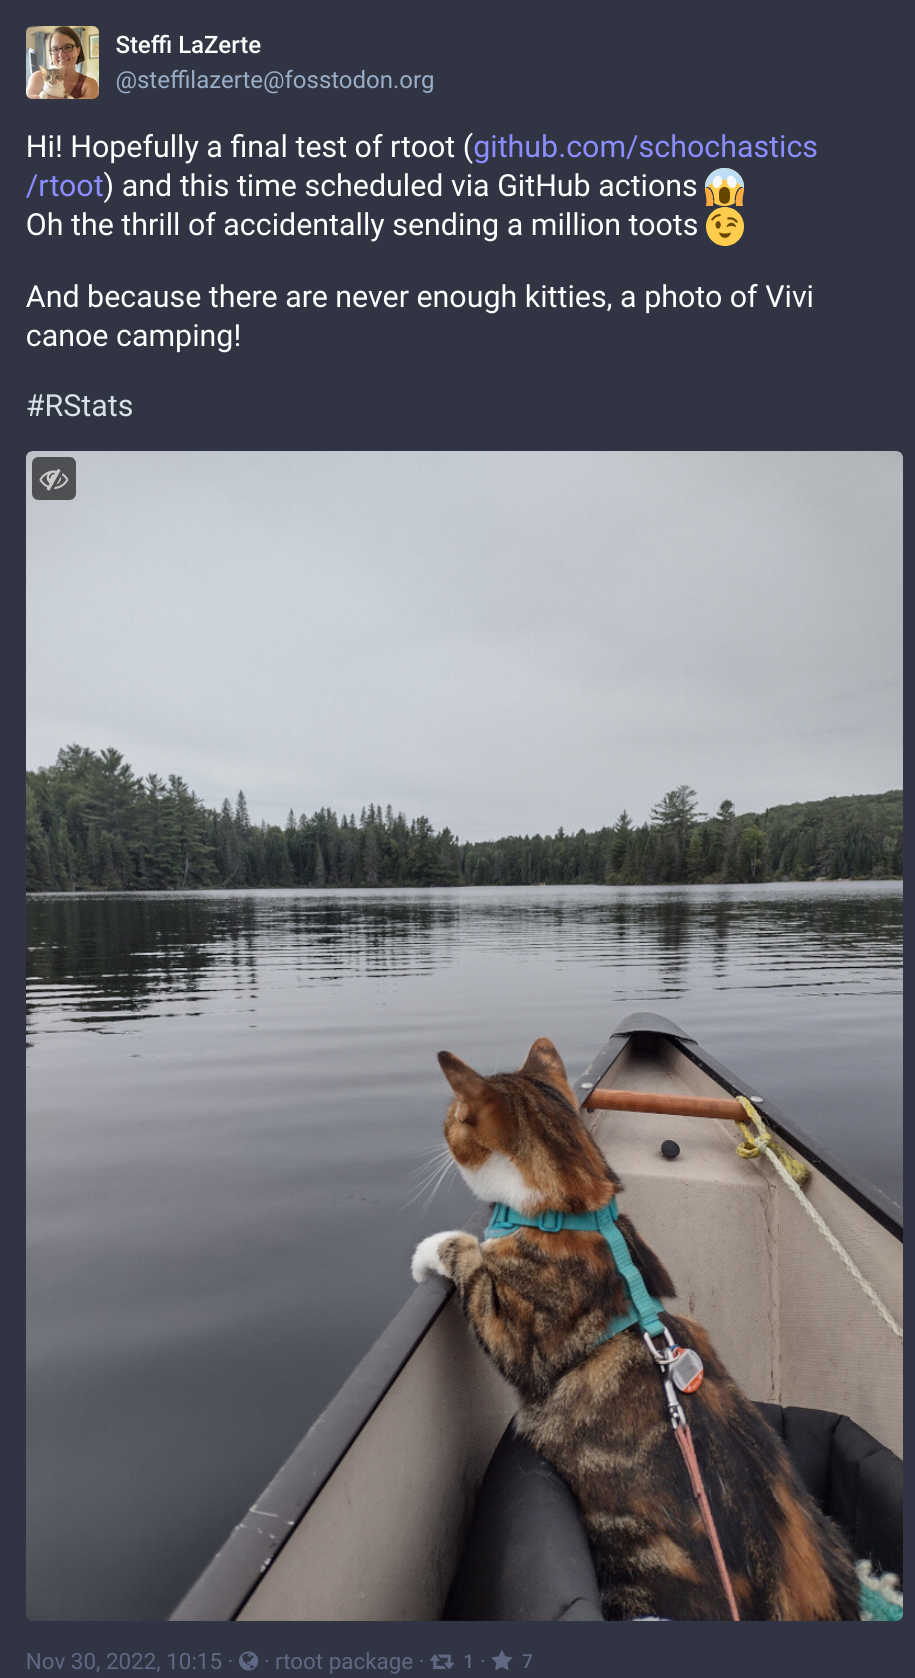 Steffi LaZerte
@steffilazerte@fosstodon.org
Hi! Hopefully a final test of rtoot (github.com/schochastics
/rtoot) and this time scheduled via GitHub actions 😱
Oh the thrill of accidentally sending a million toots 😉
And because there are never enough kitties, a photo of Vivi
canoe camping!
#RStats
Nov 30, 2022, 10:15 · rtoot package · 1 · 7